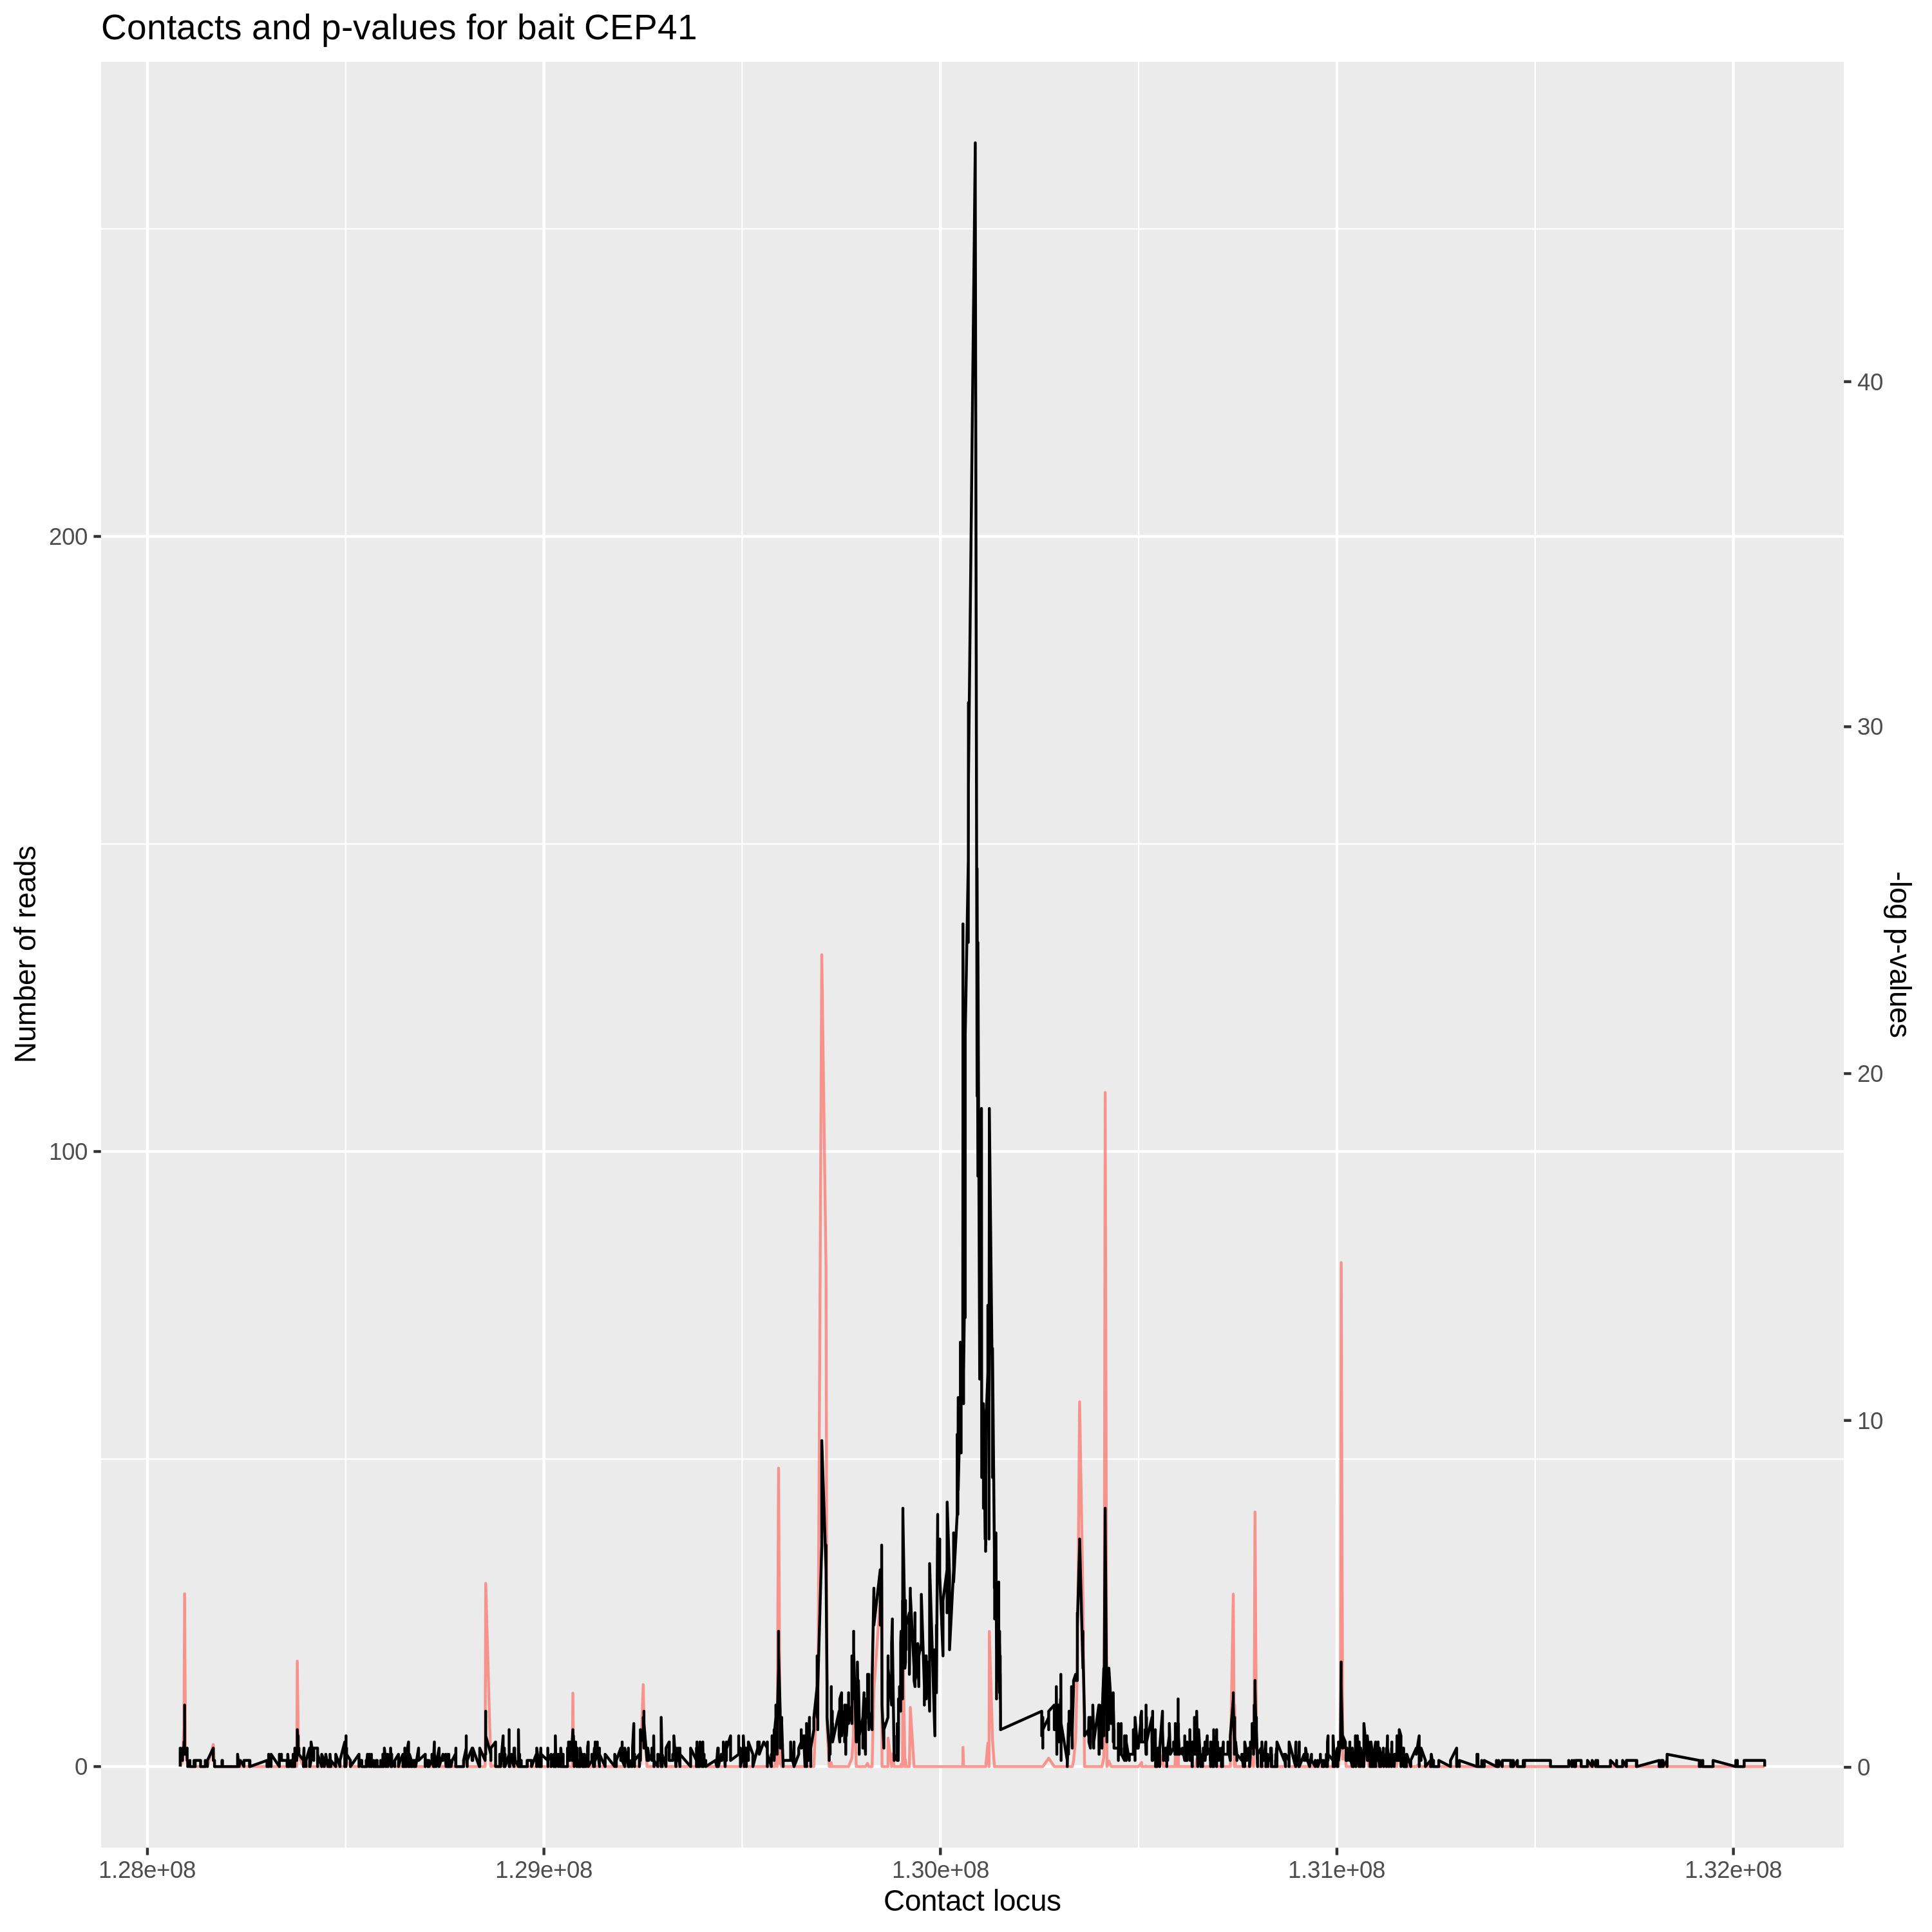 Contacts and p-values for bait CEP41
Number of reads
200
100
0
40
30
20
10
0
-log p-values
1.28e+08
1.29e+08
1.30e+08
1.31e+08
1.32e+08
Contact locus